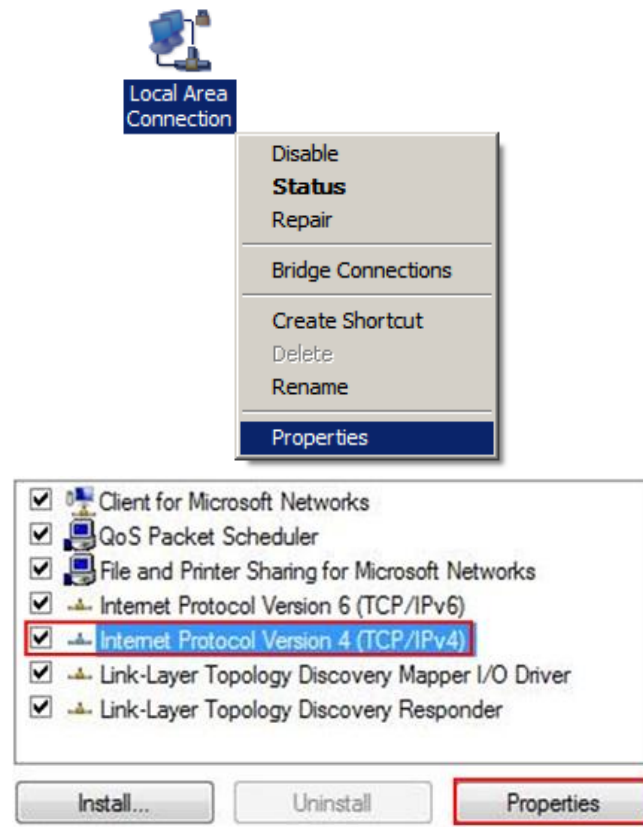 Local Area
Connection
Disable
Status
Repair
Bridge Connections
Create Shortcut
Delete
Rename
Properties
Client for Microsoft Networks
QoS Packet Scheduler
File and Printer Sharing for Microsoft Networks
Internet Protocol Version 6 (TCP/IPv6)
Internet Protocol Version 4 (TCP/IPv4)
Link-Layer Topology Discovery Mapper I/O Driver
Link-Layer Topology Discovery Responder
Install... Uninstall Properties